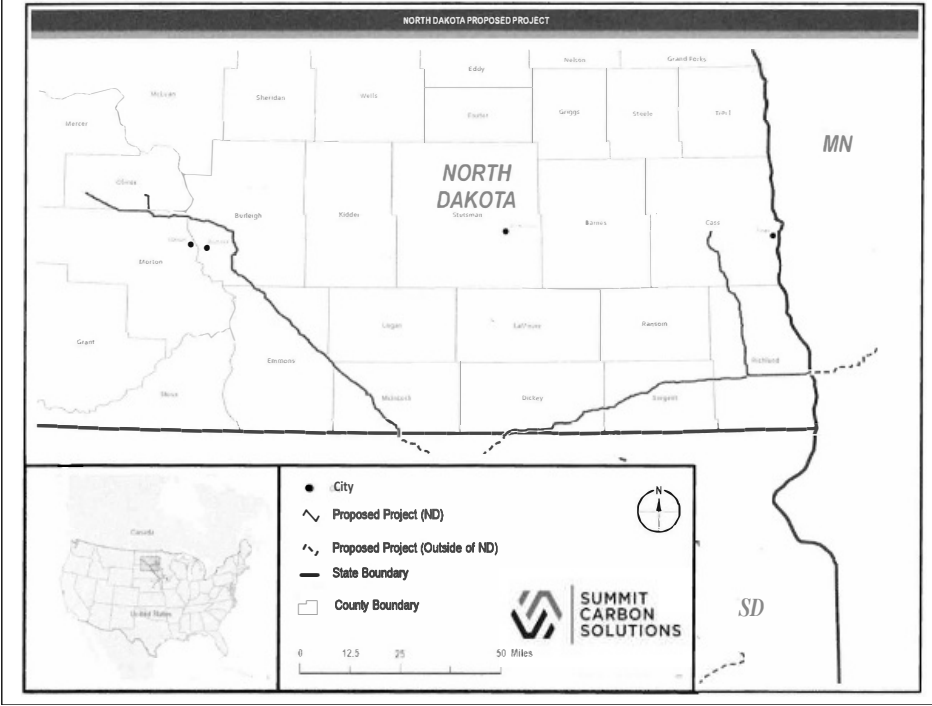 NORTH DAKOTA PROPOSED PROJECT
Nelson
Grand Forks
Eddy
McLean
Sheridan
Wells
Foster
Griggs
Steele
Mercer
MN
NORTH
DAKOTA
Oliver
Burleigh
Kidder
Stutsman
Barnes
Cass
Morton
Logan
LaMoure
Ransom
Grant
Emmons
Richland
Sioux
McIntosh
Dickey
Sargent
City
Proposed Project (ND)
Proposed Project (Outside of ND)
State Boundary
County Boundary
N
Canada
United States
SUMMIT
CARBON
SOLUTIONS
SD
0 12.5 25 50 Miles